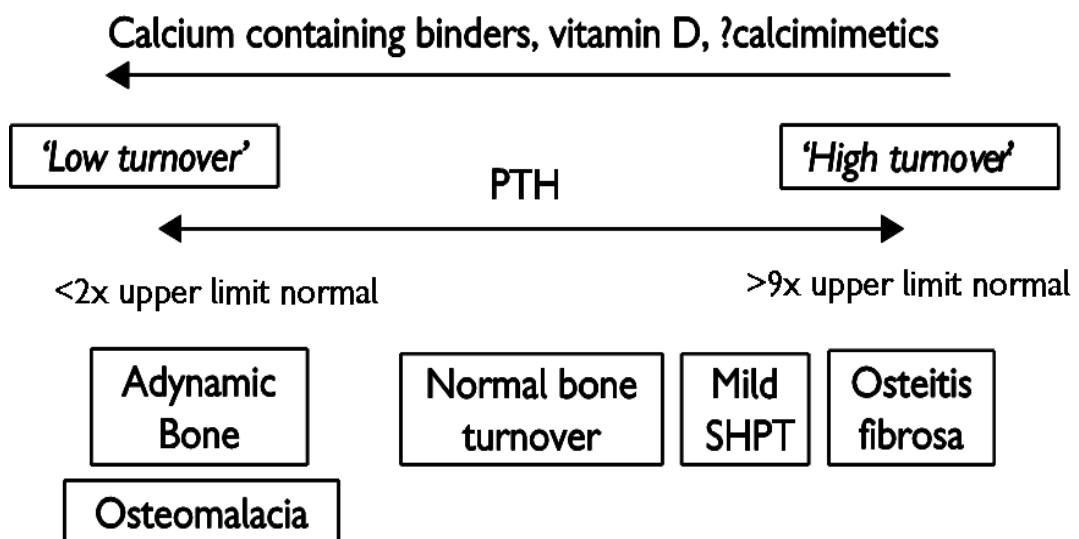 Calcium containing binders, vitamin D, ?calcimimetics
'Low turnover'
'High turnover'
PTH
<2x upper limit normal
>9x upper limit normal
Adynamic
Bone
Normal bone
turnover
Mild
SHPT
Osteitis
fibrosa
Osteomalacia